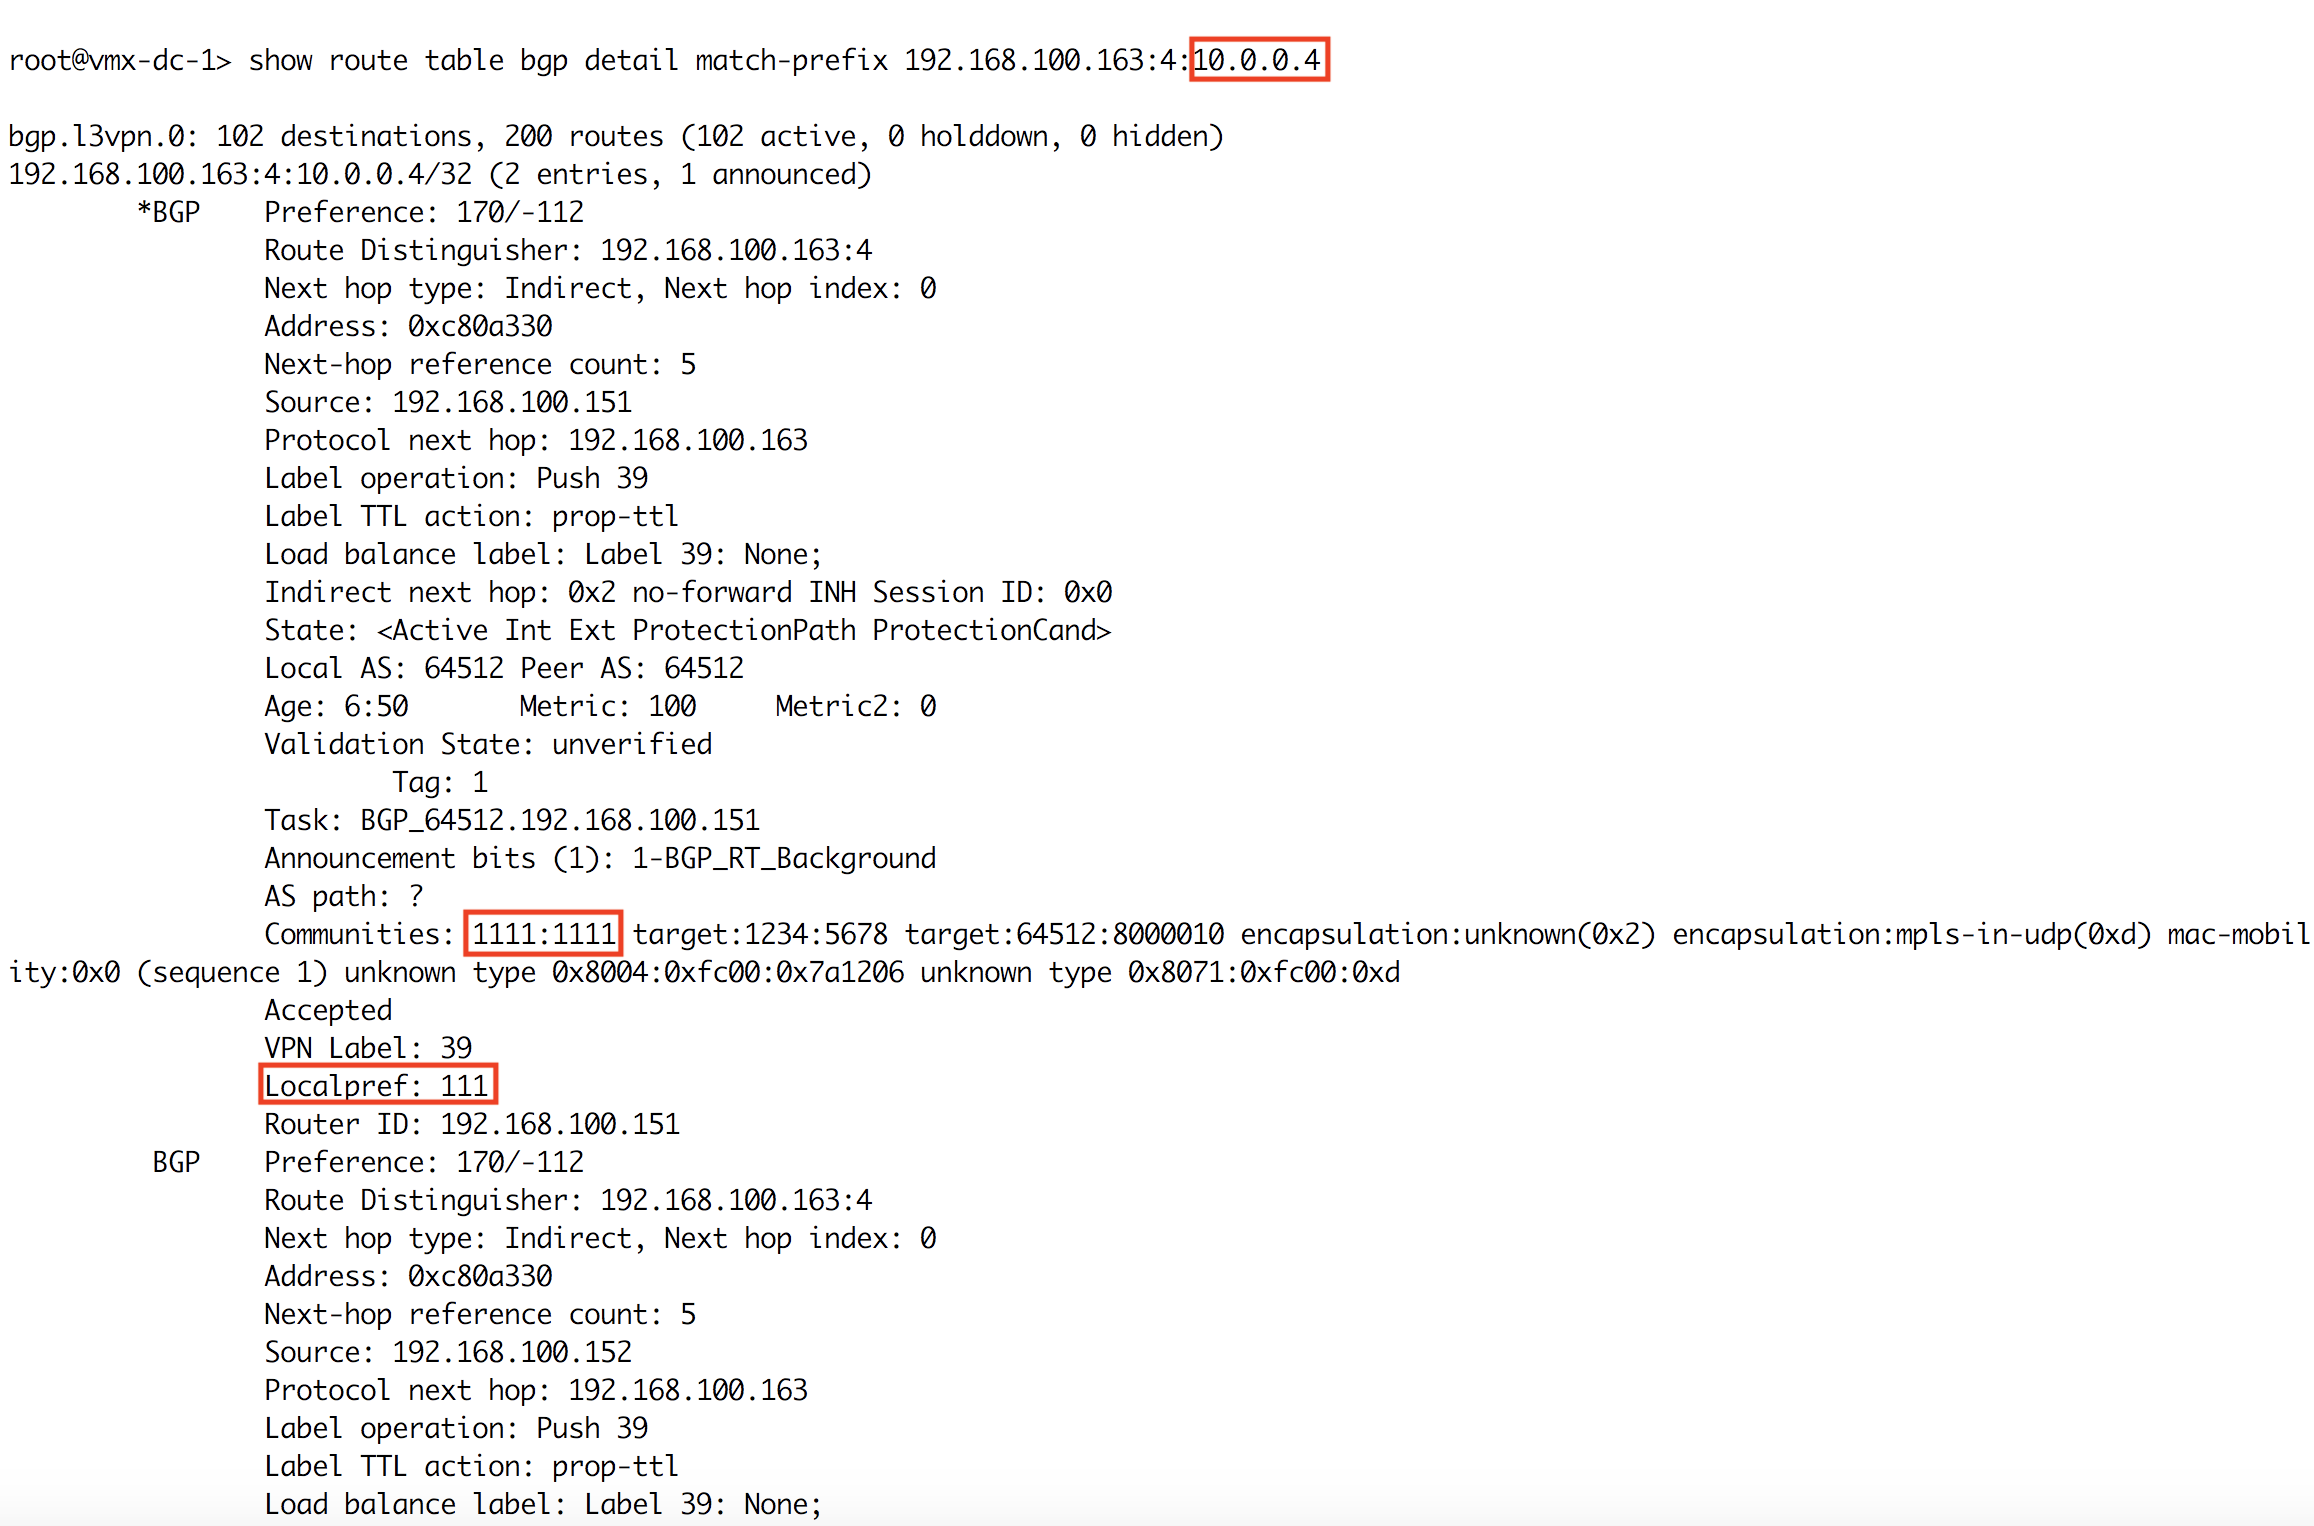 root@vmx-dc-1> show route table bgp detail match-prefix 192.168.100.163:4:10.0.0.4
bgp.l3vpn.0: 102 destinations, 200 routes (102 active, 0 holddown, 0 hidden)
192.168.100.163:4:10.0.0.4/32 (2 entries, 1 announced)
*BGP    Preference: 170/-112
Route Distinguisher: 192.168.100.163:4
Next hop type: Indirect, Next hop index: 0
Address: 0xc80a330
Next-hop reference count: 5
Source: 192.168.100.151
Protocol next hop: 192.168.100.163
Label operation: Push 39
Label TTL action: prop-ttl
Load balance label: Label 39: None;
Indirect next hop: 0x2 no-forward INH Session ID: 0x0
State: <Active Int Ext ProtectionPath ProtectionCand>
Local AS: 64512 Peer AS: 64512
Age: 6:50       Metric: 100     Metric2: 0
Validation State: unverified
Tag: 1
Task: BGP_64512.192.168.100.151
Announcement bits (1): 1-BGP_RT_Background
AS path: ?
Communities: 1111:1111 target:1234:5678 target:64512:8000010 encapsulation:unknown(0x2) encapsulation:mpls-in-udp(0xd) mac-mobil
ity:0x0 (sequence 1) unknown type 0x8004:0xfc00:0x7a1206 unknown type 0x8071:0xfc00:0xd
Accepted
VPN Label: 39
Localpref: 111
Router ID: 192.168.100.151
BGP    Preference: 170/-112
Route Distinguisher: 192.168.100.163:4
Next hop type: Indirect, Next hop index: 0
Address: 0xc80a330
Next-hop reference count: 5
Source: 192.168.100.152
Protocol next hop: 192.168.100.163
Label operation: Push 39
Label TTL action: prop-ttl
Load balance label: Label 39: None;